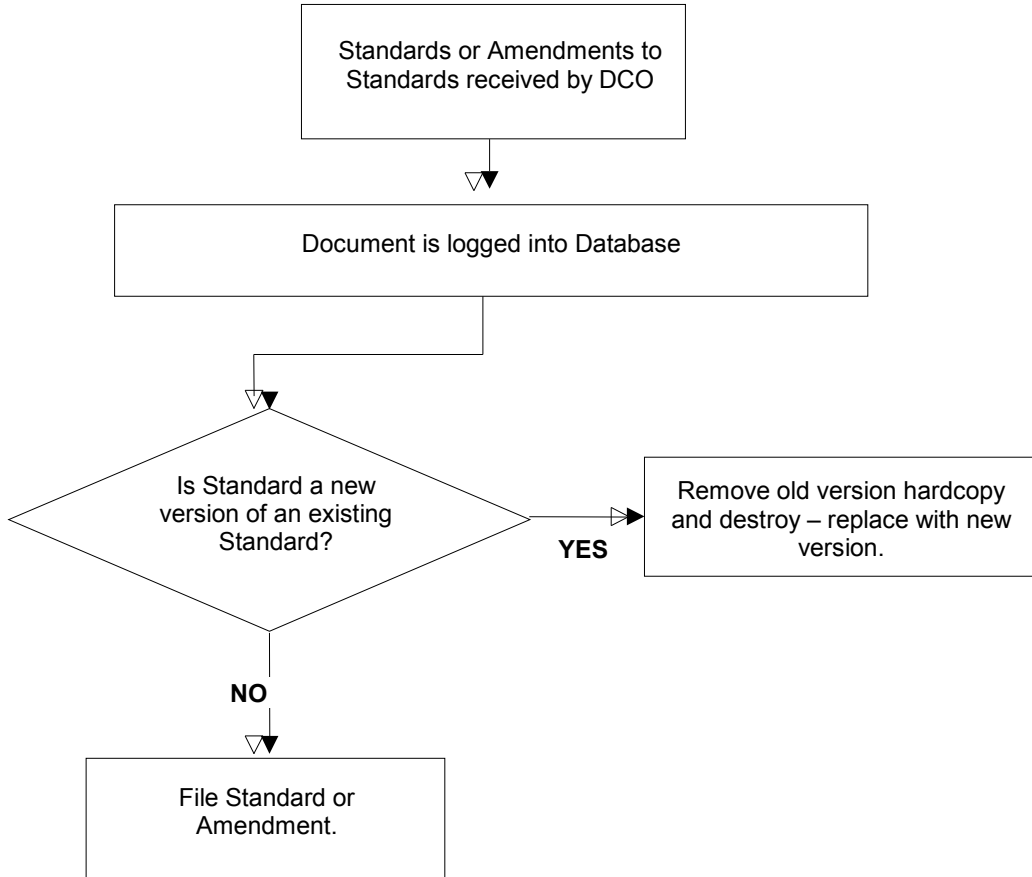 Standards or Amendments to
Standards received by DCO
Document is logged into Database
Is Standard a new
version of an existing
Standard?
YES
Remove old version hardcopy
and destroy – replace with new
version.
NO
File Standard or
Amendment.